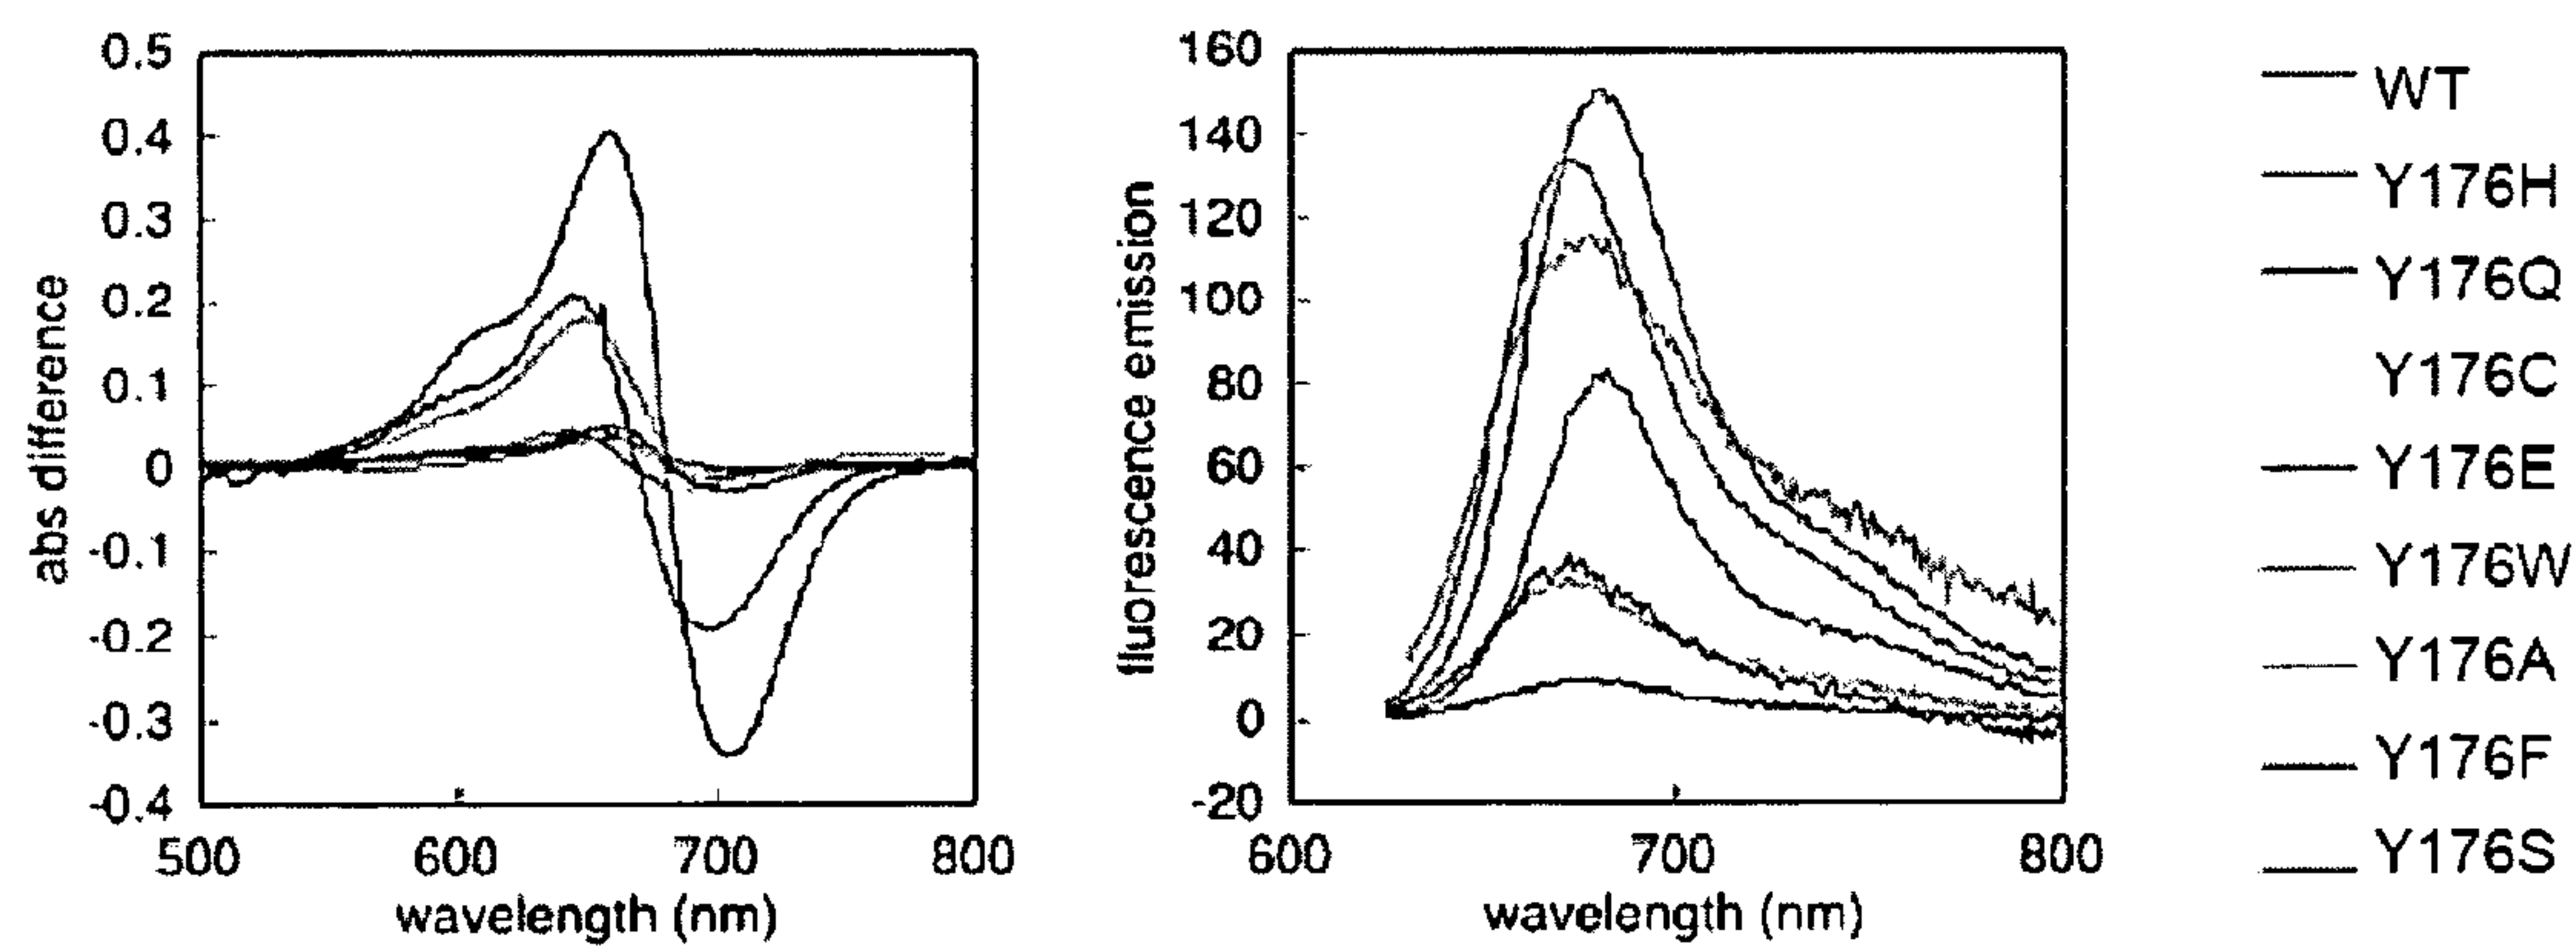 abs difference
0.5
0.4
0.3
0.2
0.1
0
-0.1
-0.2
-0.3
-0.4
500 600 700 800
wavelength (nm)
fluorescence emission
160
140
120
100
80
60
40
20
0
-20
600 700 800
wavelength (nm)
WT
Y176H
Y176Q
Y176C
Y176E
Y176W
Y176A
Y176F
Y176S